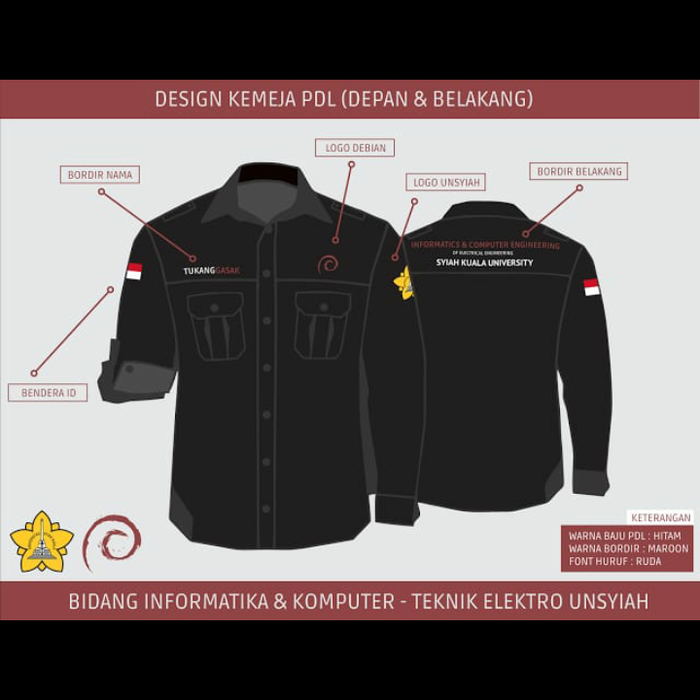 DESIGN KEMEJA PDL (DEPAN & BELAKANG)
LOGO DEBIAN
BORDIR NAMA
LOGO UNSYIAH
BORDIR BELAKANG
TUKANGGASAK
INFORMATICS & COMPUTER ENGINEERING
OF ELECTRICAL ENGINEERING
SYIAH KUALA UNIVERSITY
BENDERA ID
KETERANGAN
WARNA BAJU PDL : HITAM
WARNA BORDIR : MAROON
FONT HURUF : RUDA
BIDANG INFORMATIKA & KOMPUTER - TEKNIK ELEKTRO UNSYIAH